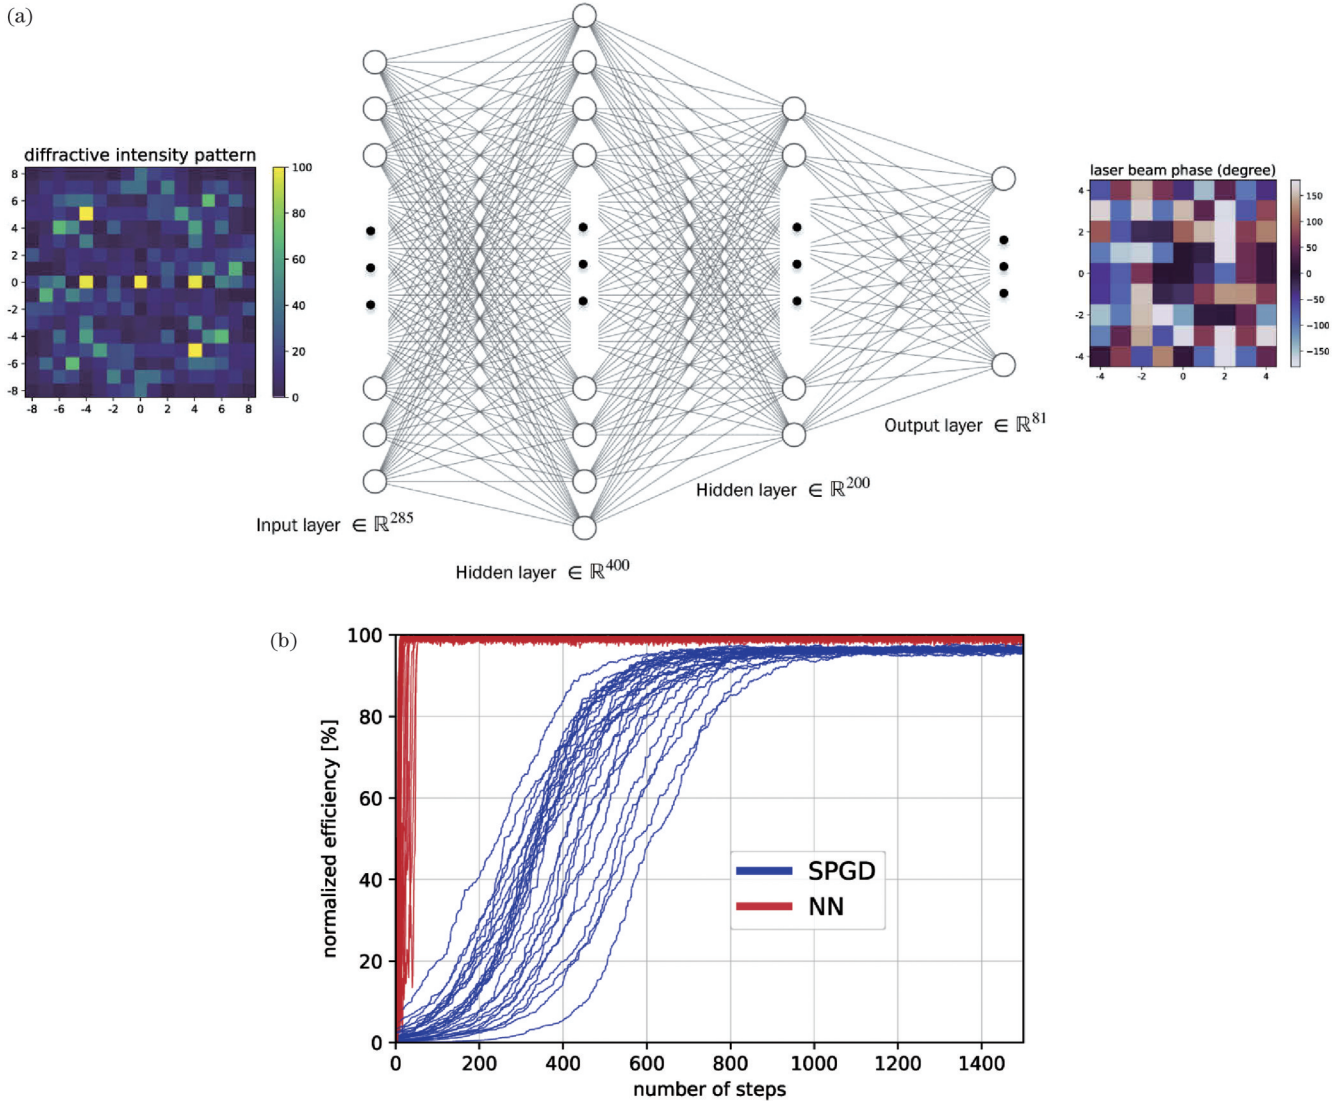 (a)
diffractive intensity pattern
8
6
4
2
0
-2
-4
-6
-8
-8 -6 -4 -2 0 2 4 6 8
100
80
60
40
20
0
laser beam phase (degree)
4
2
0
-2
-4
-4 -2 0 2 4
150
100
50
0
-50
-100
-150
Input layer ∈ ℝ²⁸⁵
Hidden layer ∈ ℝ⁴⁰⁰
Hidden layer ∈ ℝ²⁰⁰
Output layer ∈ ℝ⁸¹
(b)
normalized efficiency [%]
100
80
60
40
20
0
SPGD
NN
0 200 400 600 800 1000 1200 1400
number of steps